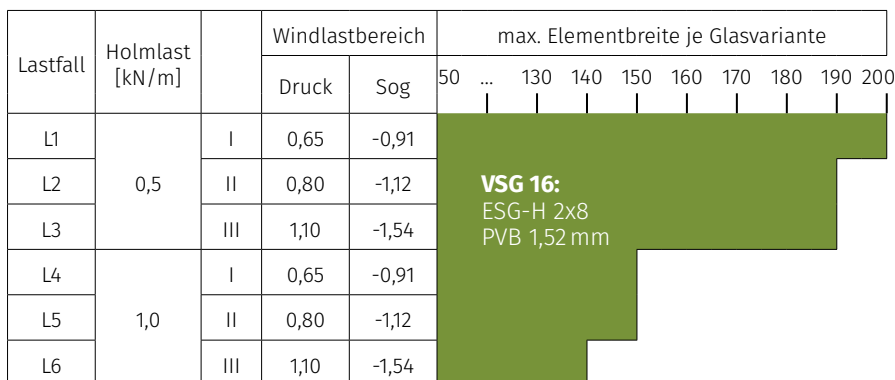 Lastfall Holmlast [kN/m] Windlastbereich max. Elementbreite je Glasvariante
Druck Sog 50 ... 130 140 150 160 170 180 190 200
L1 I 0,65 -0,91
L2 0,5 II 0,80 -1,12
L3 III 1,10 -1,54
L4 I 0,65 -0,91
L5 1,0 II 0,80 -1,12
L6 III 1,10 -1,54
VSG 16:
ESG-H 2x8
PVB 1,52 mm